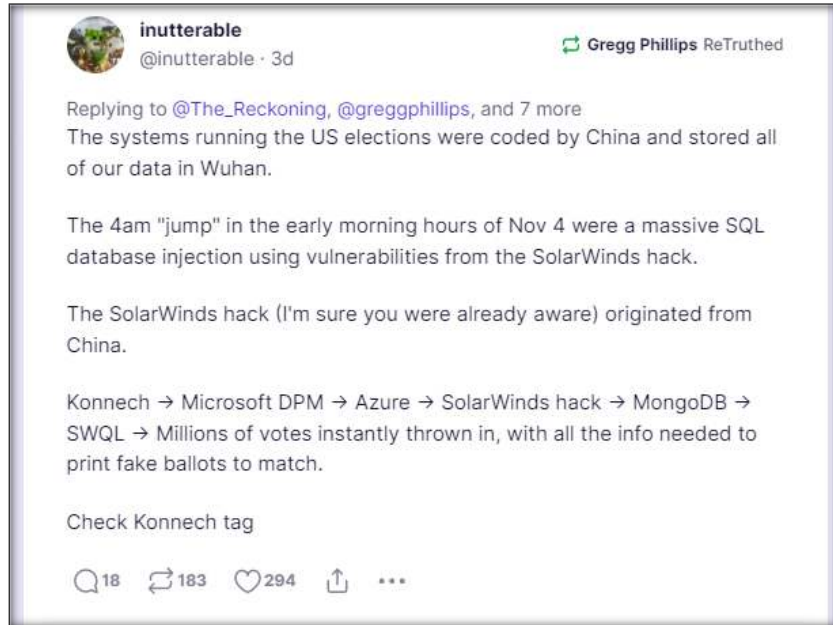 inutterable
@inutterable · 3d
Gregg Phillips ReTruthed
Replying to @The_Reckoning, @greggphillips, and 7 more
The systems running the US elections were coded by China and stored all
of our data in Wuhan.
The 4am "jump" in the early morning hours of Nov 4 were a massive SQL
database injection using vulnerabilities from the SolarWinds hack.
The SolarWinds hack (I'm sure you were already aware) originated from
China.
Konnech → Microsoft DPM → Azure → SolarWinds hack → MongoDB →
SWQL → Millions of votes instantly thrown in, with all the info needed to
print fake ballots to match.
Check Konnech tag
18 183 294